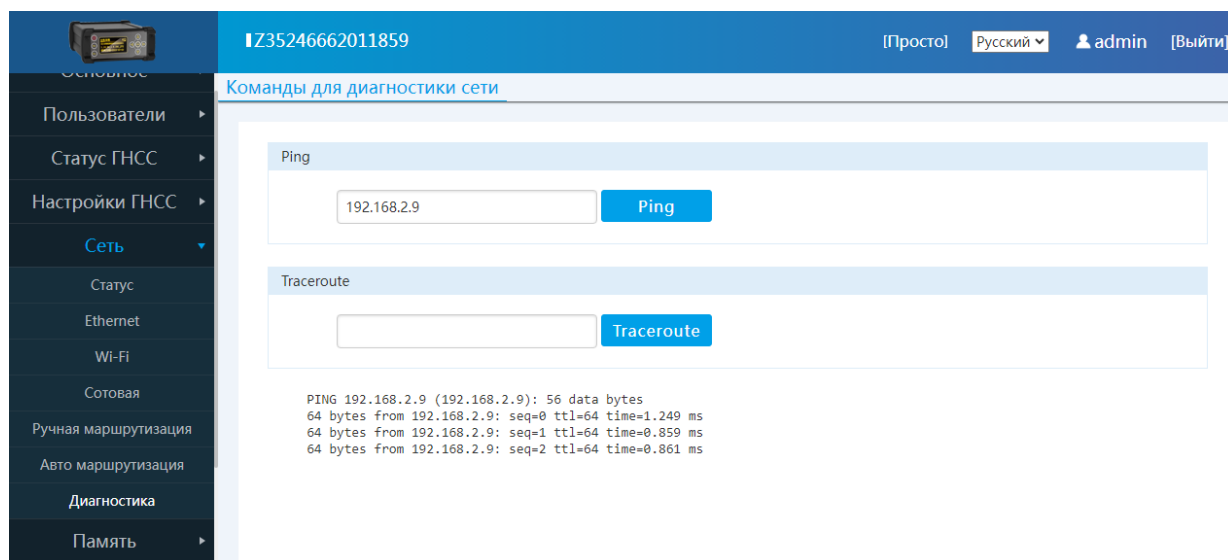 IZ35246662011859
[Просто]
Русский
admin
[Выйти]
Основное
Пользователи
Статус ГНСС
Настройки ГНСС
Сеть
Статус
Ethernet
Wi-Fi
Сотовая
Ручная маршрутизация
Авто маршрутизация
Диагностика
Память
Команды для диагностики сети
Ping
192.168.2.9
Ping
Traceroute
Traceroute
PING 192.168.2.9 (192.168.2.9): 56 data bytes
64 bytes from 192.168.2.9: seq=0 ttl=64 time=1.249 ms
64 bytes from 192.168.2.9: seq=1 ttl=64 time=0.859 ms
64 bytes from 192.168.2.9: seq=2 ttl=64 time=0.861 ms